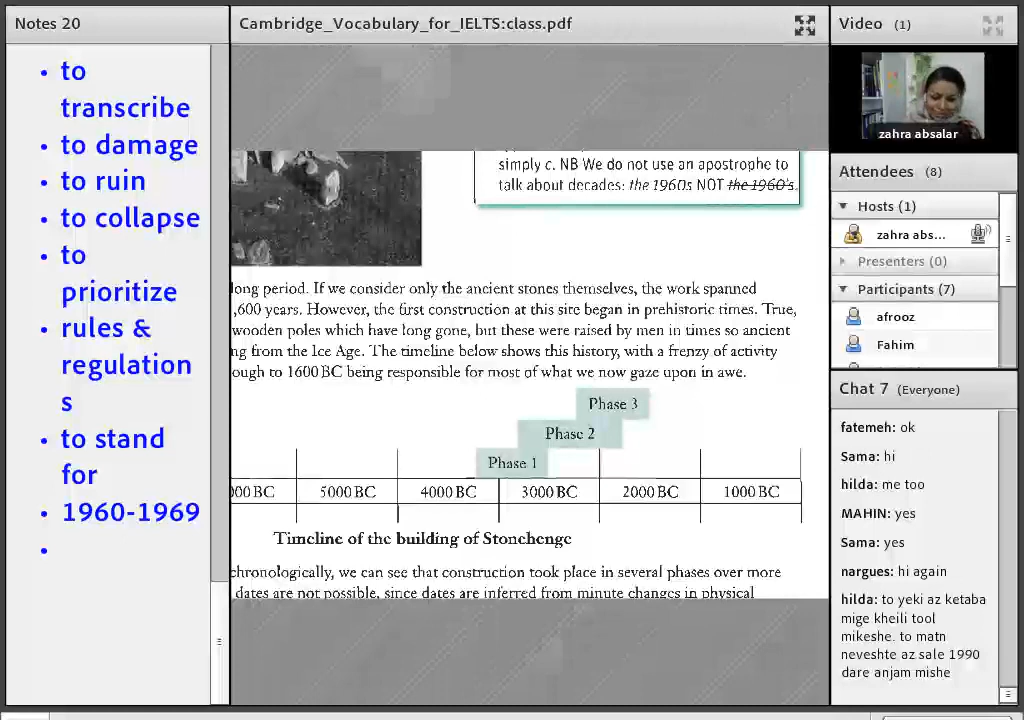 Notes 20
• to
transcribe
• to damage
• to ruin
• to collapse
• to
prioritize
• rules &
regulation
s
• to stand
for
• 1960-1969
•
Cambridge_Vocabulary_for_IELTS:class.pdf
simply c. NB We do not use an apostrophe to
talk about decades: the 1960s NOT the 1960's.
long period. If we consider only the ancient stones themselves, the work spanned
,600 years. However, the first construction at this site began in prehistoric times. True,
wooden poles which have long gone, but these were raised by men in times so ancient
ng from the Ice Age. The timeline below shows this history, with a frenzy of activity
ough to 1600 BC being responsible for most of what we now gaze upon in awe.
Phase 3
Phase 2
Phase 1
000 BC 5000 BC 4000 BC 3000 BC 2000 BC 1000 BC
Timeline of the building of Stonehenge
chronologically, we can see that construction took place in several phases over more
dates are not possible, since dates are inferred from minute changes in physical
Video (1)
zahra absalar
Attendees (8)
Hosts (1)
zahra abs...
Presenters (0)
Participants (7)
afrooz
Fahim
Chat 7 (Everyone)
fatemeh: ok
Sama: hi
hilda: me too
MAHIN: yes
Sama: yes
nargues: hi again
hilda: to yeki az ketaba
mige kheili tool
mikeshe. to matn
neveshte az sale 1990
dare anjam mishe